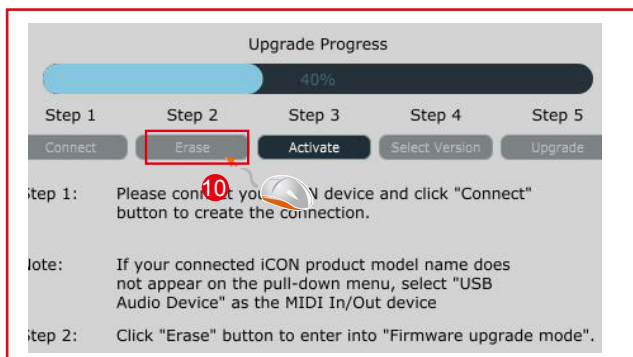 Upgrade Progress
40%
Step 1 Step 2 Step 3 Step 4 Step 5
Connect Erase Activate Select Version Upgrade
10
tep 1: Please connect yo N device and click "Connect"
button to create the connection.
lote: If your connected iCON product model name does
not appear on the pull-down menu, select "USB
Audio Device" as the MIDI In/Out device
tep 2: Click "Erase" button to enter into "Firmware upgrade mode".